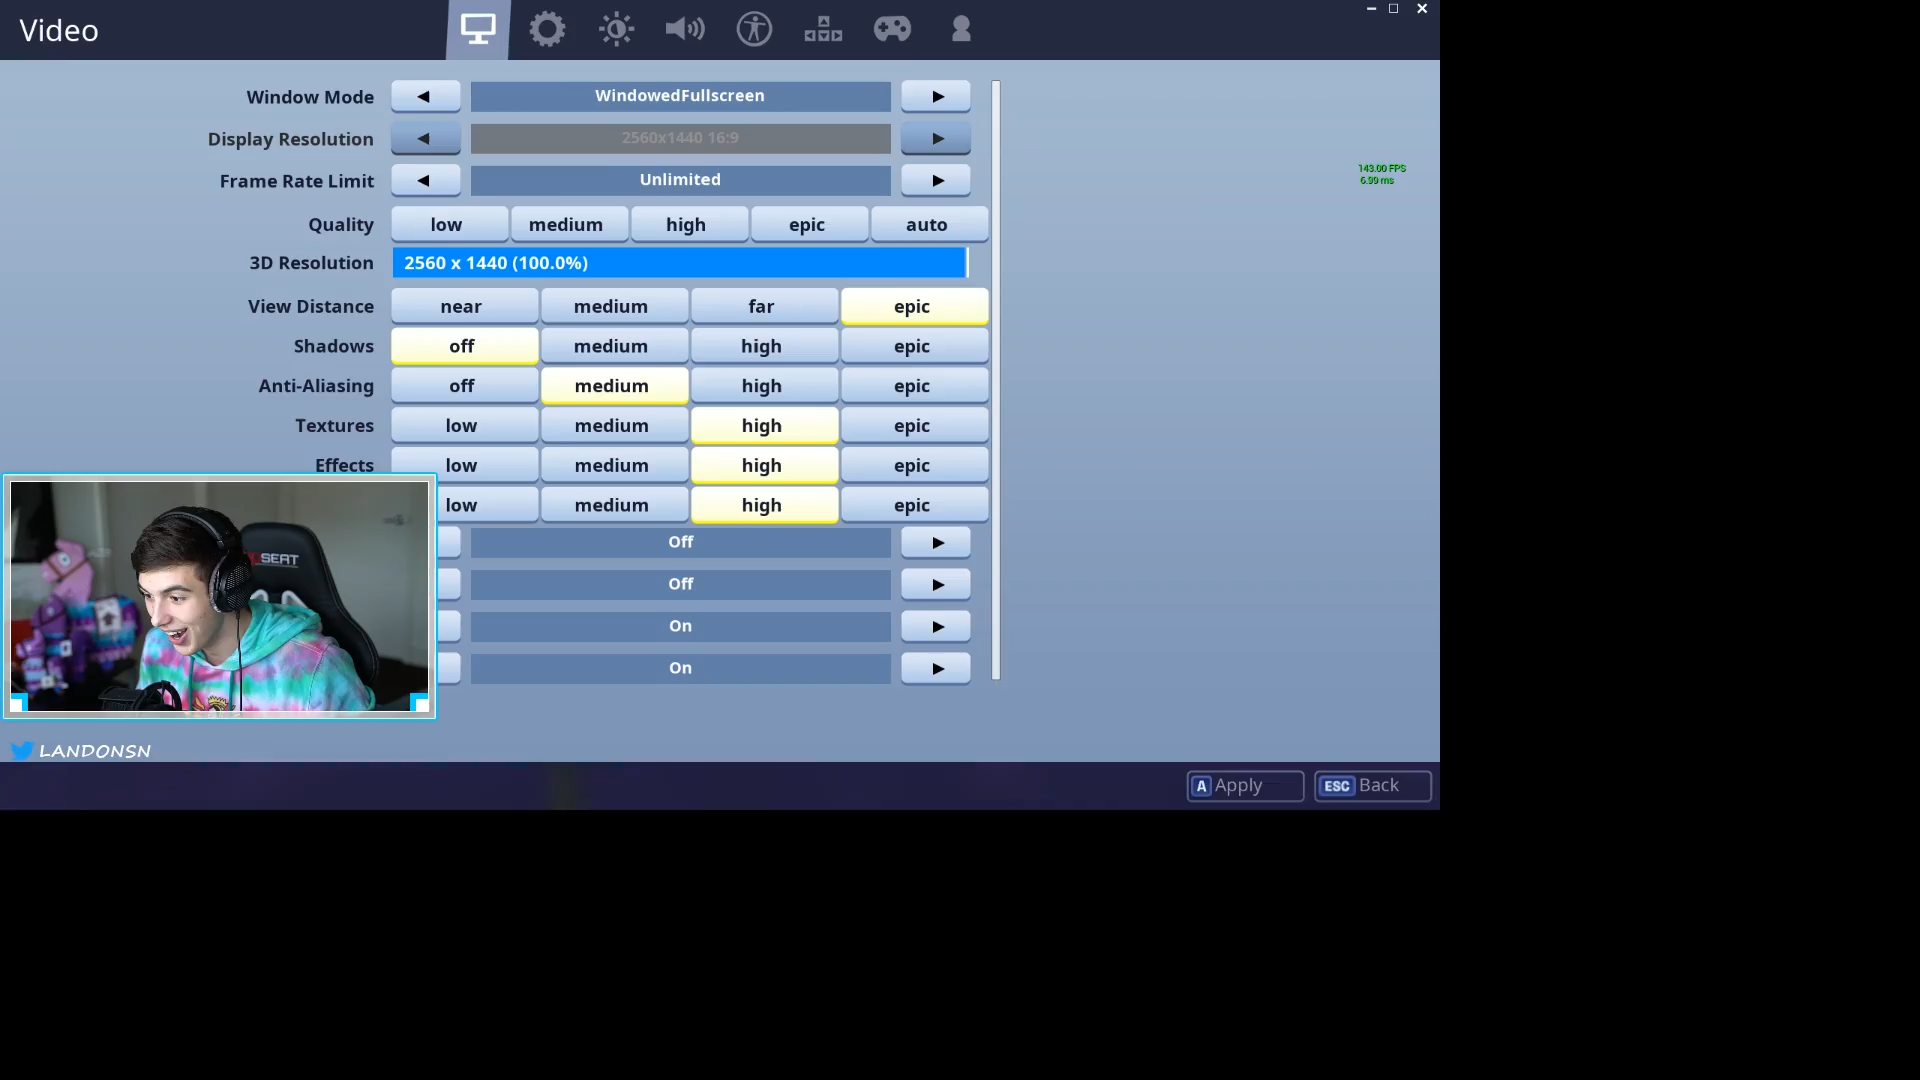 Video
Window Mode WindowedFullscreen
Display Resolution 2560x1440 16:9
Frame Rate Limit Unlimited
143.00 FPS
6.99 ms
Quality low medium high epic auto
3D Resolution 2560 x 1440 (100.0%)
View Distance near medium far epic
Shadows off medium high epic
Anti-Aliasing off medium high epic
Textures low medium high epic
Effects low medium high epic
low medium high epic
Off
Off
On
On
SEAT
LANDONSN
A Apply ESC Back